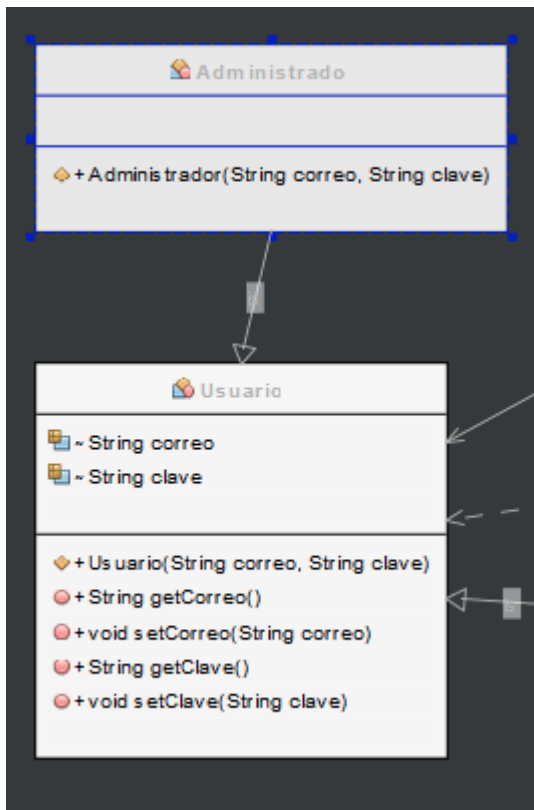 Administrado
+ Administrador(String correo, String clave)
Usuario
~ String correo
~ String clave
+ Usuario(String correo, String clave)
+ String getCorreo()
+ void setCorreo(String correo)
+ String getClave()
+ void setClave(String clave)